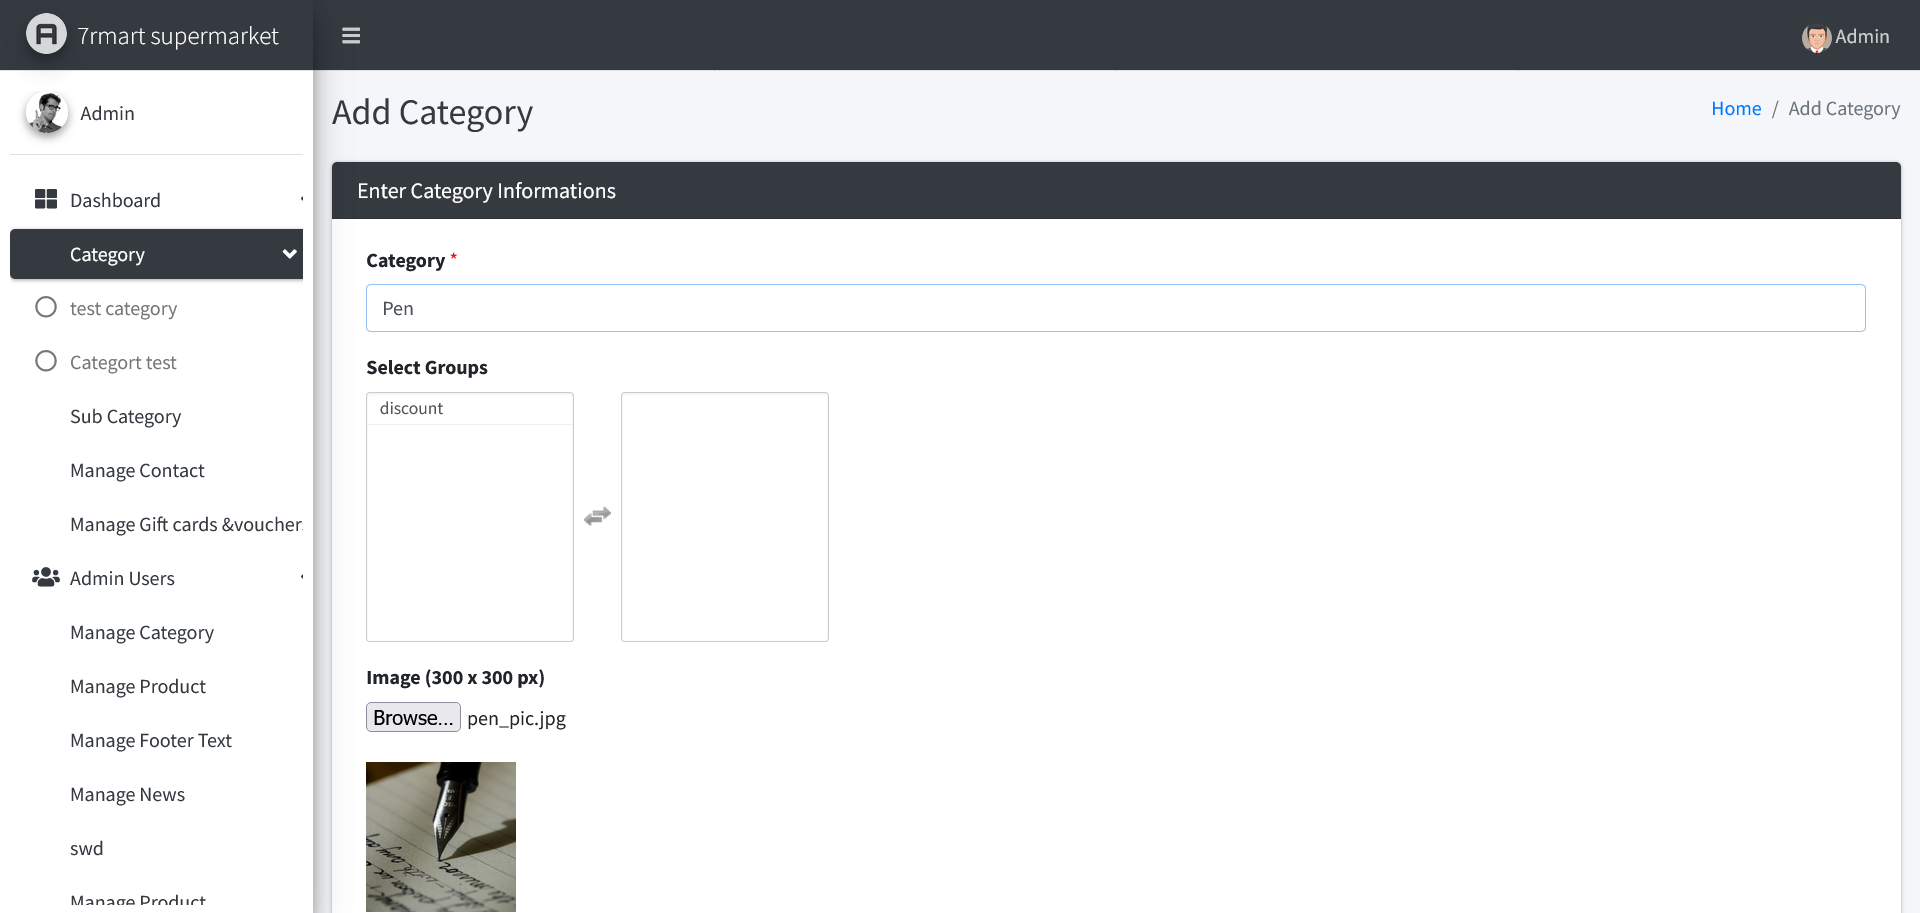 7rmart supermarket
Admin
Admin
Add Category
Home / Add Category
Dashboard
Category
test category
Categort test
Sub Category
Manage Contact
Manage Gift cards &voucher
Admin Users
Manage Category
Manage Product
Manage Footer Text
Manage News
swd
Manage Product
Enter Category Informations
Category *
Pen
Select Groups
discount
Image (300 x 300 px)
Browse... pen_pic.jpg